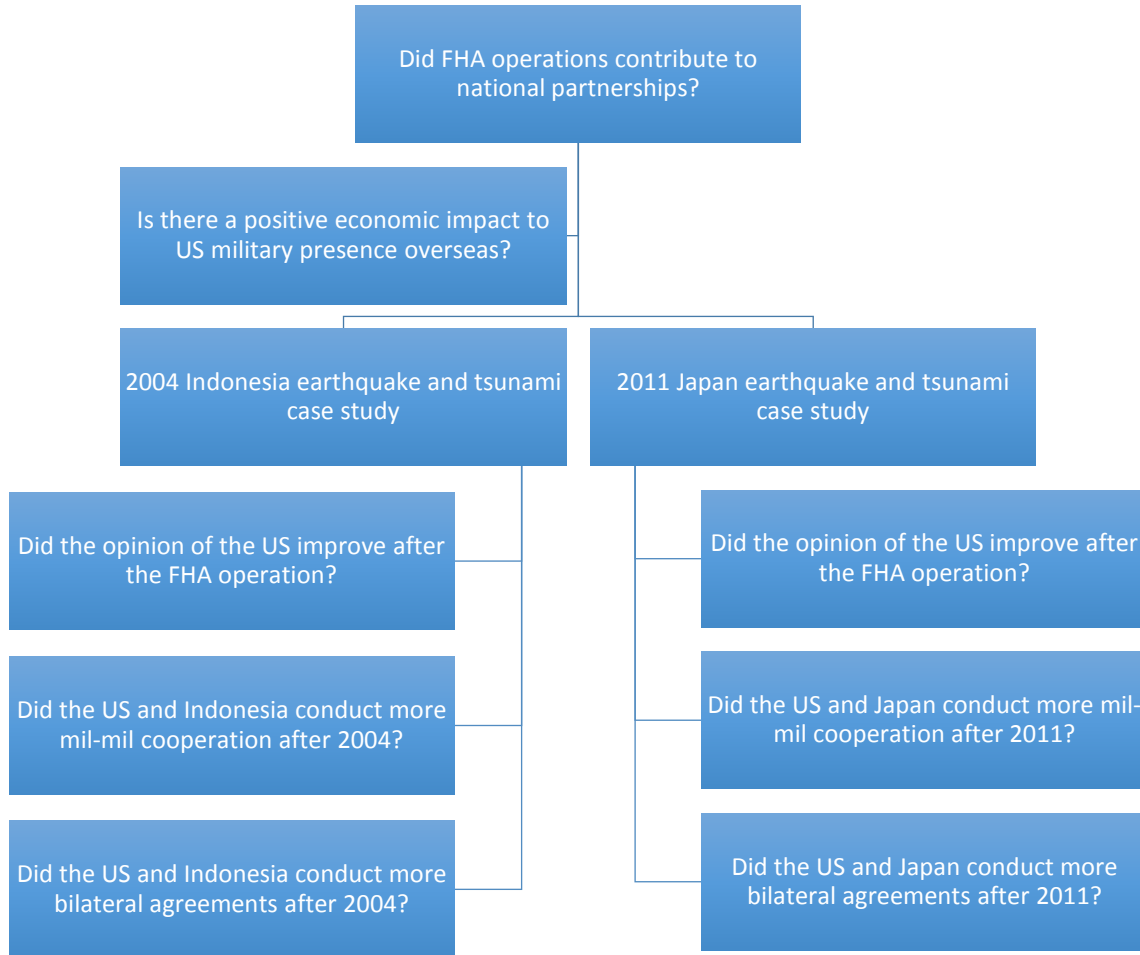 Did FHA operations contribute to
national partnerships?
Is there a positive economic impact to
US military presence overseas?
2004 Indonesia earthquake and tsunami
case study
2011 Japan earthquake and tsunami
case study
Did the opinion of the US improve after
the FHA operation?
Did the US and Indonesia conduct more
mil-mil cooperation after 2004?
Did the US and Indonesia conduct more
bilateral agreements after 2004?
Did the opinion of the US improve after
the FHA operation?
Did the US and Japan conduct more mil-
mil cooperation after 2011?
Did the US and Japan conduct more
bilateral agreements after 2011?